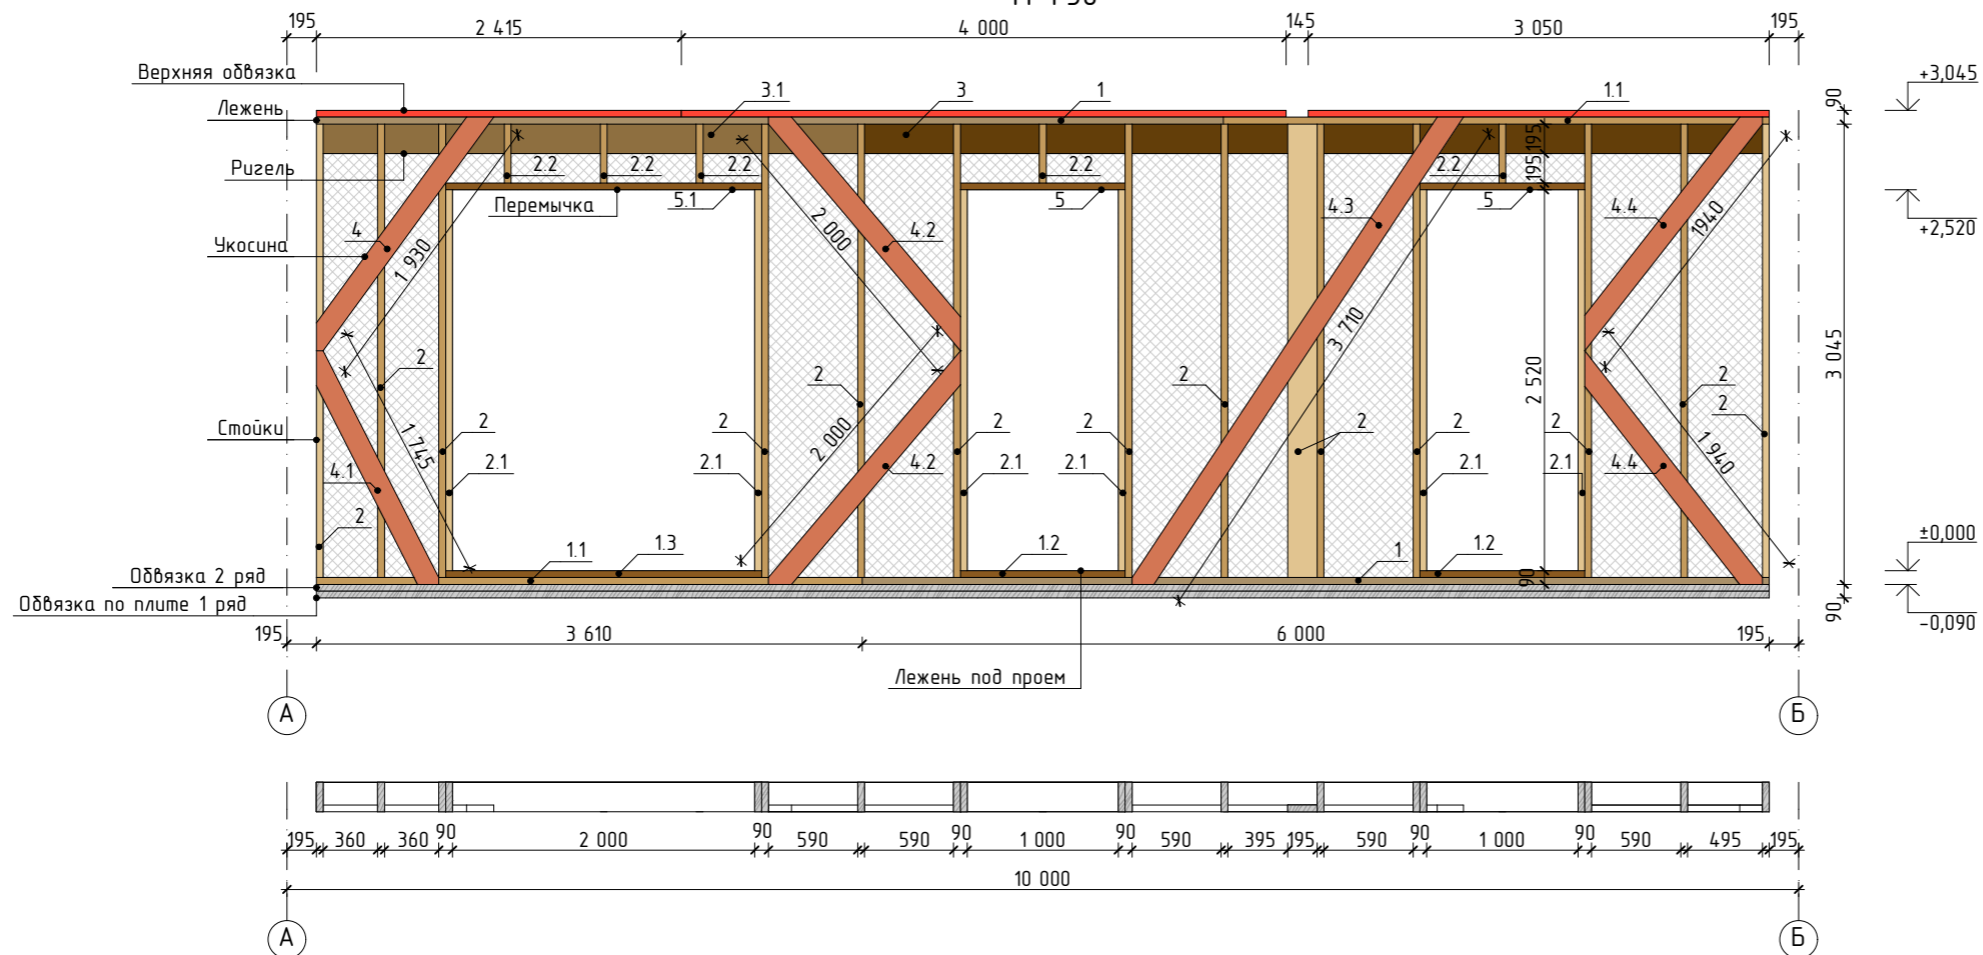 195 2 415 4 000 145 3 050 195
Верхняя обвязка 3.1 3 1 1.1 +3,045
Лежень 90
Ригель 2.2 2.2 2.2 2.2 2.2 195 195
Перемычка 5.1 5 5 +2,520
Укосина 4 1 930 2 000 4.2 4.3 3 710 1940 4.4
2 2 2 2 520 2 2 3 045
Стойки 2 2 2 2 2 2 2
1 745 2 000 1 940
4.1 2.1 2.1 4.2 2.1 2.1 2.1 2.1 4.4
2 1.1 1.3 1.2 1 1.2 90 ±0,000
Обвязка 2 ряд
Обвязка по плите 1 ряд 90 -0,090
195 3 610 6 000 195
Лежень под проем
А Б
195 360 360 90 2 000 90 590 590 90 1 000 90 590 395 195 590 90 1 000 90 590 495 195
10 000
А Б